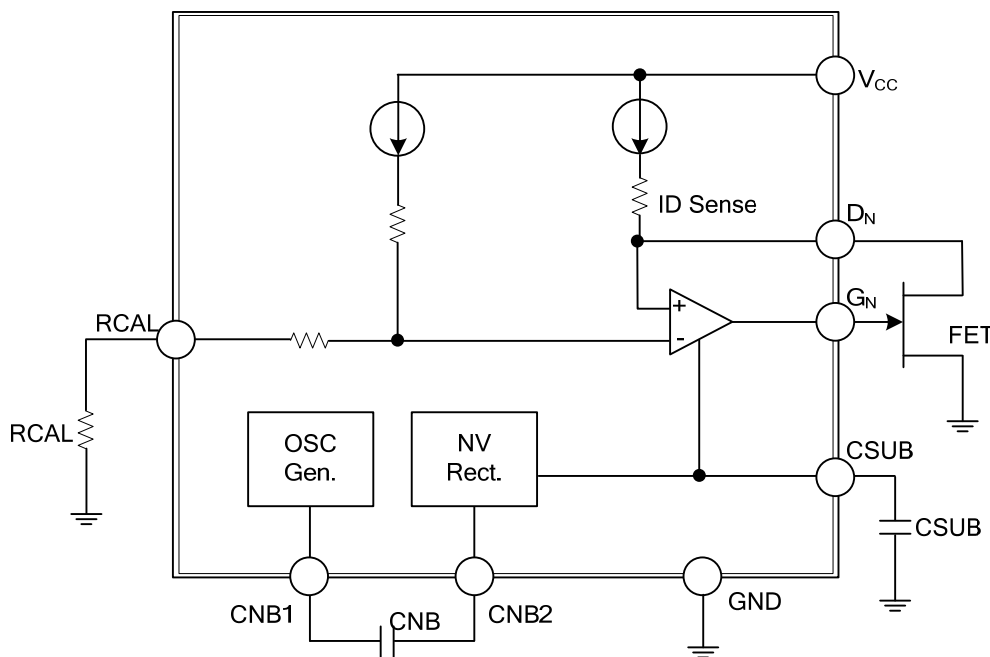 VCC
ID Sense
DN
+
GN
RCAL
-
FET
RCAL
OSC
Gen.
NV
Rect.
CSUB
CSUB
CNB1
CNB
CNB2
GND